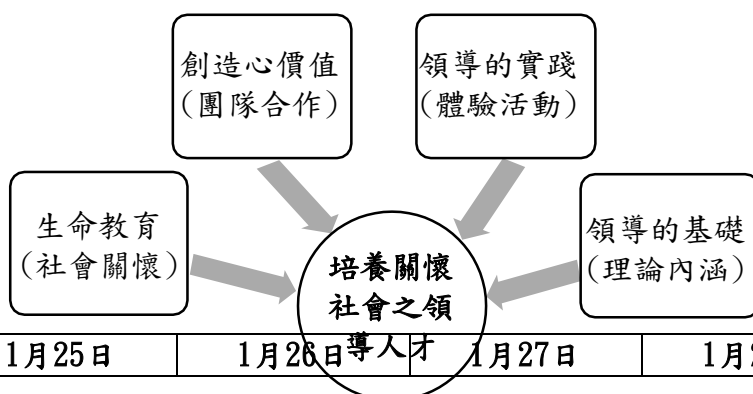 創造心價值
(團隊合作)
領導的實踐
(體驗活動)
生命教育
(社會關懷)
領導的基礎
(理論內涵)
培養關懷
社會之領
導人才
1月25日
1月26日
1月27日
1月